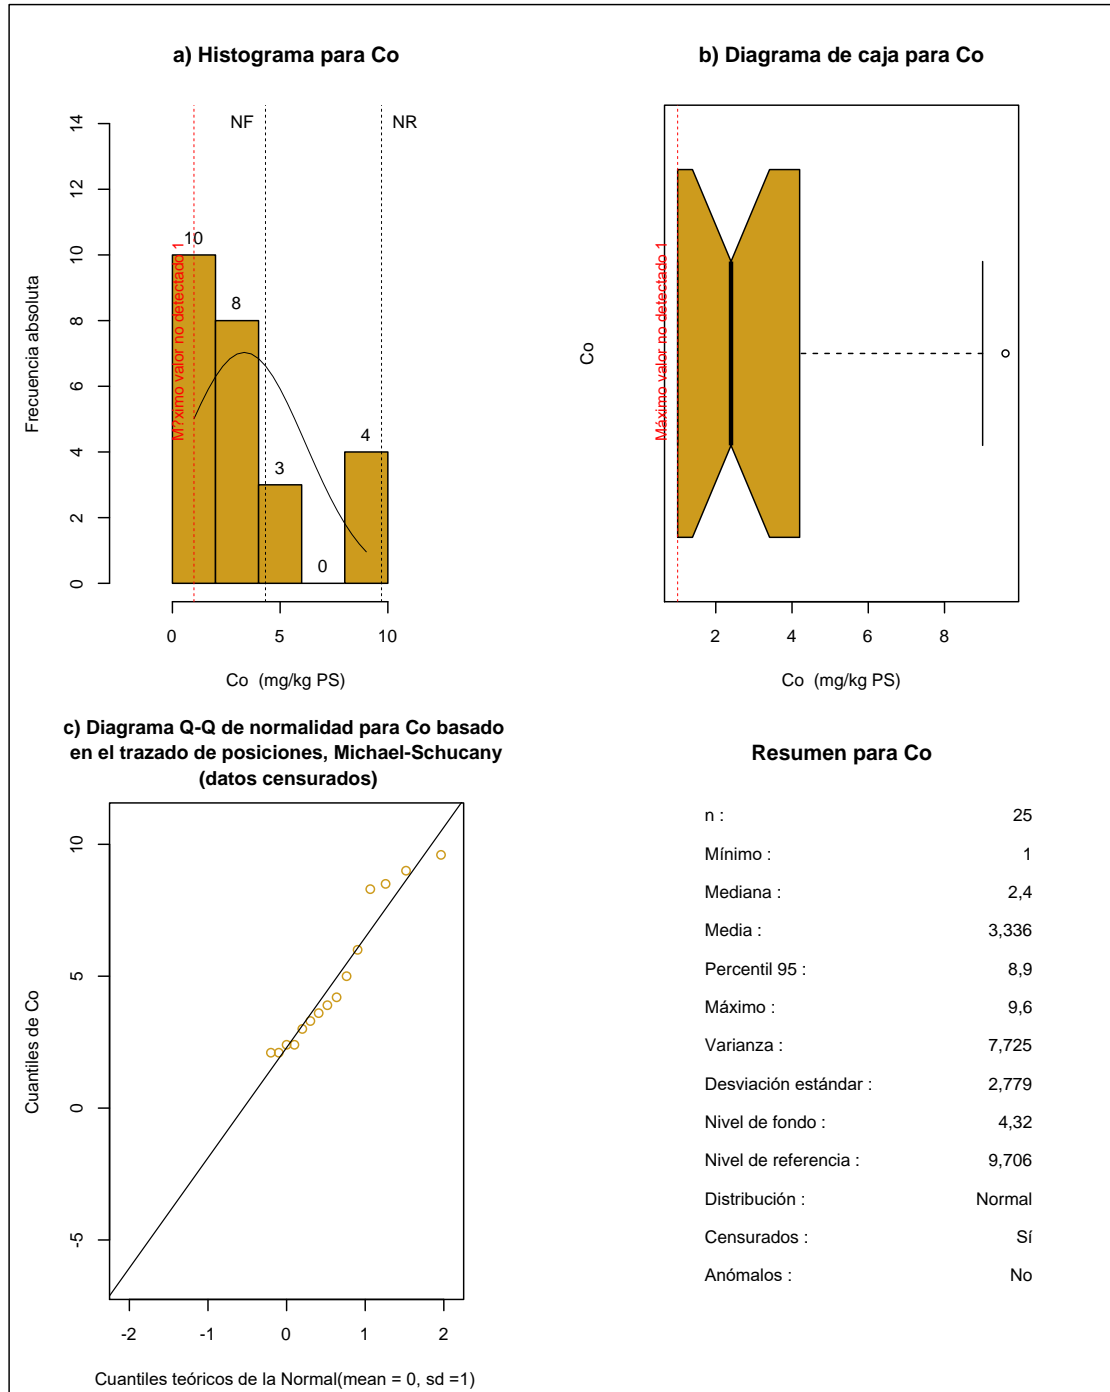 a) Histograma para Co
NF
NR
14
12
10
8
6
4
2
0
Frecuencia absoluta
M?ximo valor no detectado 1
10
8
3
0
4
0
5
10
Co (mg/kg PS)
b) Diagrama de caja para Co
Co
Máximo valor no detectado 1
2
4
6
8
Co (mg/kg PS)
c) Diagrama Q-Q de normalidad para Co basado
en el trazado de posiciones, Michael-Schucany
(datos censurados)
Cuantiles de Co
10
5
0
-5
-2
-1
0
1
2
Cuantiles teóricos de la Normal(mean = 0, sd =1)
Resumen para Co
n : 25
Mínimo : 1
Mediana : 2,4
Media : 3,336
Percentil 95 : 8,9
Máximo : 9,6
Varianza : 7,725
Desviación estándar : 2,779
Nivel de fondo : 4,32
Nivel de referencia : 9,706
Distribución : Normal
Censurados : Sí
Anómalos : No